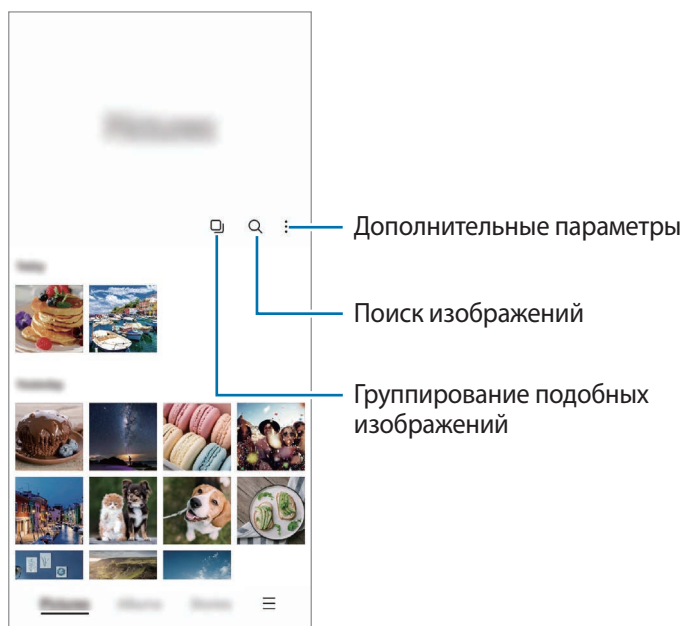 Дополнительные параметры
Поиск изображений
Группирование подобных
изображений